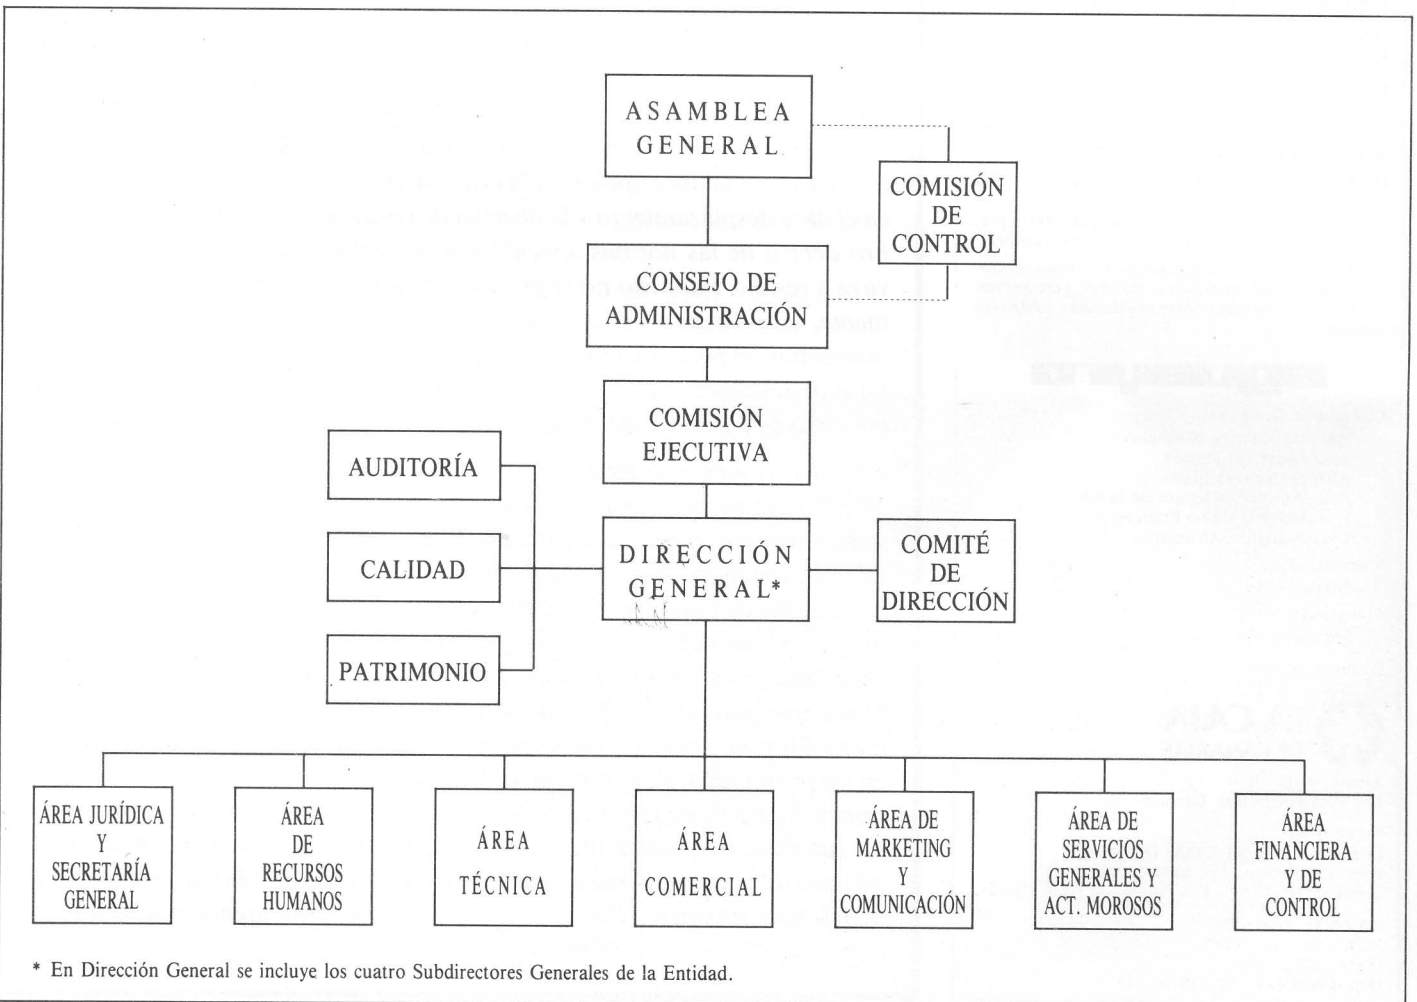 ASAMBLEA
GENERAL
COMISIÓN
DE
CONTROL
CONSEJO DE
ADMINISTRACIÓN
COMISIÓN
EJECUTIVA
AUDITORÍA
CALIDAD
PATRIMONIO
DIRECCIÓN
GENERAL*
COMITÉ
DE
DIRECCIÓN
ÁREA JURÍDICA
Y
SECRETARÍA
GENERAL
ÁREA
DE
RECURSOS
HUMANOS
ÁREA
TÉCNICA
ÁREA
COMERCIAL
ÁREA DE
MARKETING
Y
COMUNICACIÓN
ÁREA DE
SERVICIOS
GENERALES Y
ACT. MOROSOS
ÁREA
FINANCIERA
Y DE
CONTROL
* En Dirección General se incluye los cuatro Subdirectores Generales de la Entidad.